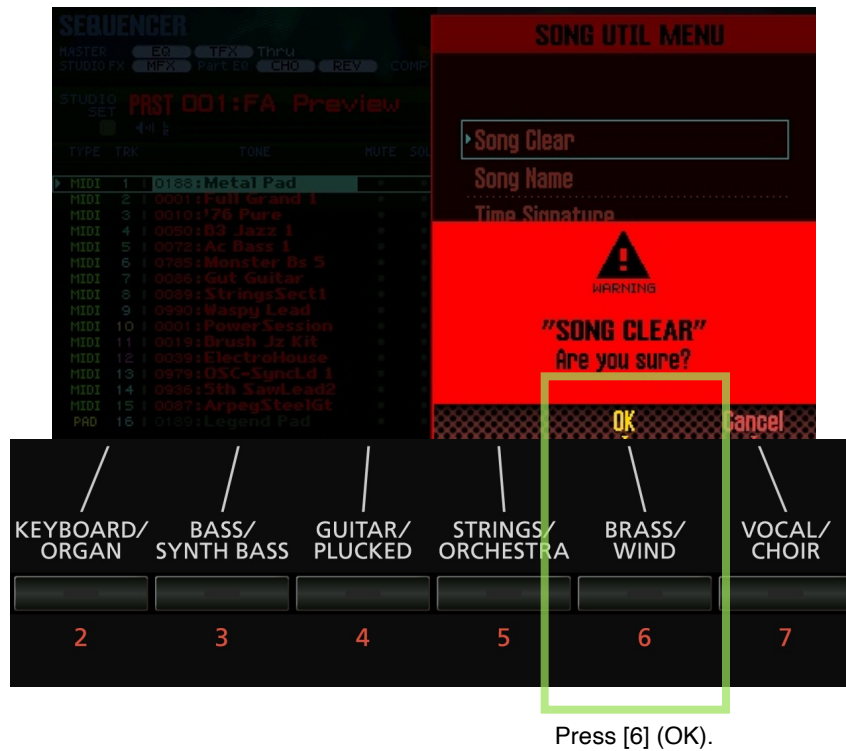 SEQUENCER
MASTER EQ TFX Thru
STUDIO FX MFX Part EQ CHO REV COMP
STUDIO SET PRST 001:FA Preview
TYPE TRK TONE MUTE SOL
MIDI 1 0188:Metal Pad
MIDI 2 0001:Full Grand 1
MIDI 3 0010:'76 Pure
MIDI 4 0050:B3 Jazz 1
MIDI 5 0072:Ac Bass 1
MIDI 6 0785:Monster Bs 5
MIDI 7 0086:Gut Guitar
MIDI 8 0089:StringsSect1
MIDI 9 0990:Waspy Lead
MIDI 10 0001:PowerSession
MIDI 11 0019:Brush Jz Kit
MIDI 12 0039:ElectroHouse
MIDI 13 0979:OSC-SyncLd 1
MIDI 14 0936:5th SawLead2
MIDI 15 0087:ArpegSteelGt
PAD 16 0189:Legend Pad
SONG UTIL MENU
Song Clear
Song Name
Time Signature
WARNING
"SONG CLEAR"
Are you sure?
OK Cancel
KEYBOARD/
ORGAN
BASS/
SYNTH BASS
GUITAR/
PLUCKED
STRINGS/
ORCHESTRA
BRASS/
WIND
VOCAL/
CHOIR
2 3 4 5 6 7
Press [6] (OK).